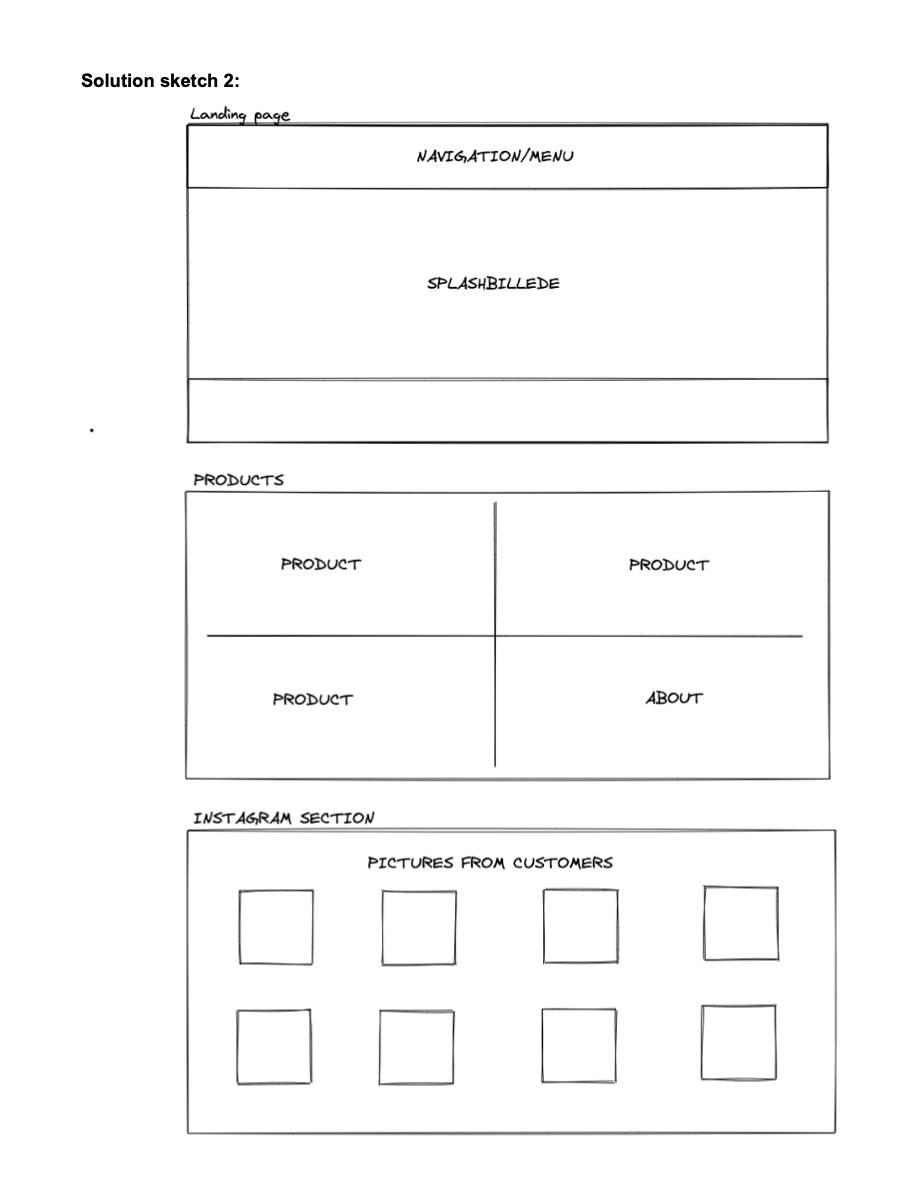 Solution sketch 2:
Landing page
NAVIGATION/MENU
SPLASHBILLEDE
PRODUCTS
PRODUCT
PRODUCT
PRODUCT
ABOUT
INSTAGRAM SECTION
PICTURES FROM CUSTOMERS